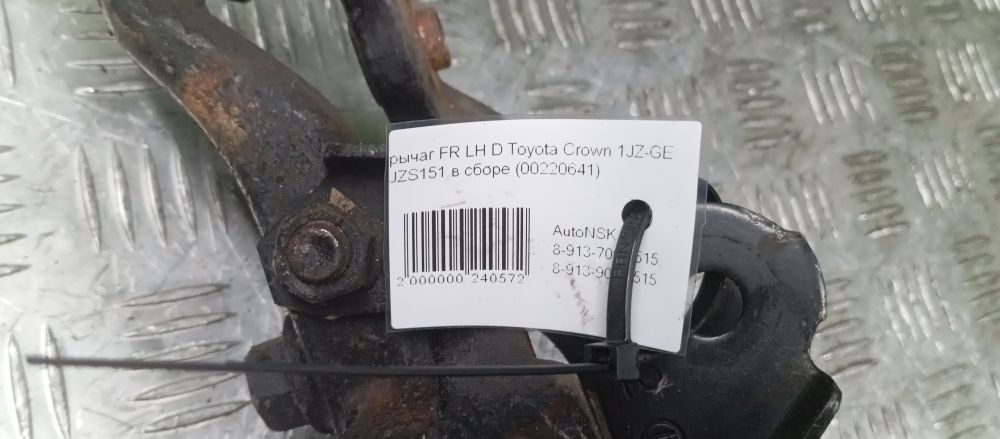 рычаг FR LH D Toyota Crown 1JZ-GE
JZS151 в сборе (00220641)
AutoNSK
8-913-70 515
8-913-90 515
2 000000 240572